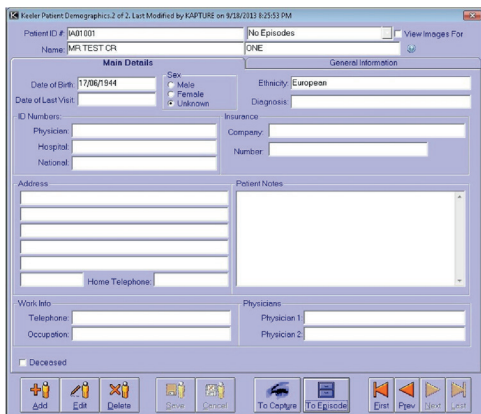 Keeler Patient Demographics.2 of 2. Last Modified by KAPTURE on 9/18/2013 8:25:53 PM
Patient ID #: IA01001 No Episodes View Images For
Name: MR TEST CR ONE
Main Details General Information
Date of Birth: 17/06/1944 Sex Male Female Unknown Ethnicity: European
Date of Last Visit: Diagnosis:
ID Numbers: Insurance
Physician: Company:
Hospital: Number:
National:
Address Patient Notes
Home Telephone:
Work Info Physicians
Telephone: Physician 1:
Occupation: Physician 2:
Deceased
Add Edit Delete Save Cancel To Capture To Episode First Prev Next Last